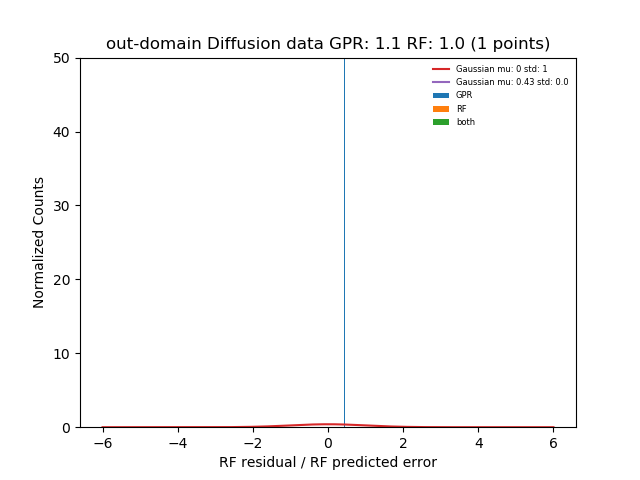 out-domain Diffusion data GPR: 1.1 RF: 1.0 (1 points)
Gaussian mu: 0 std: 1
Gaussian mu: 0.43 std: 0.0
GPR
RF
both
50
40
30
20
10
0
Normalized Counts
−6 −4 −2 0 2 4 6
RF residual / RF predicted error